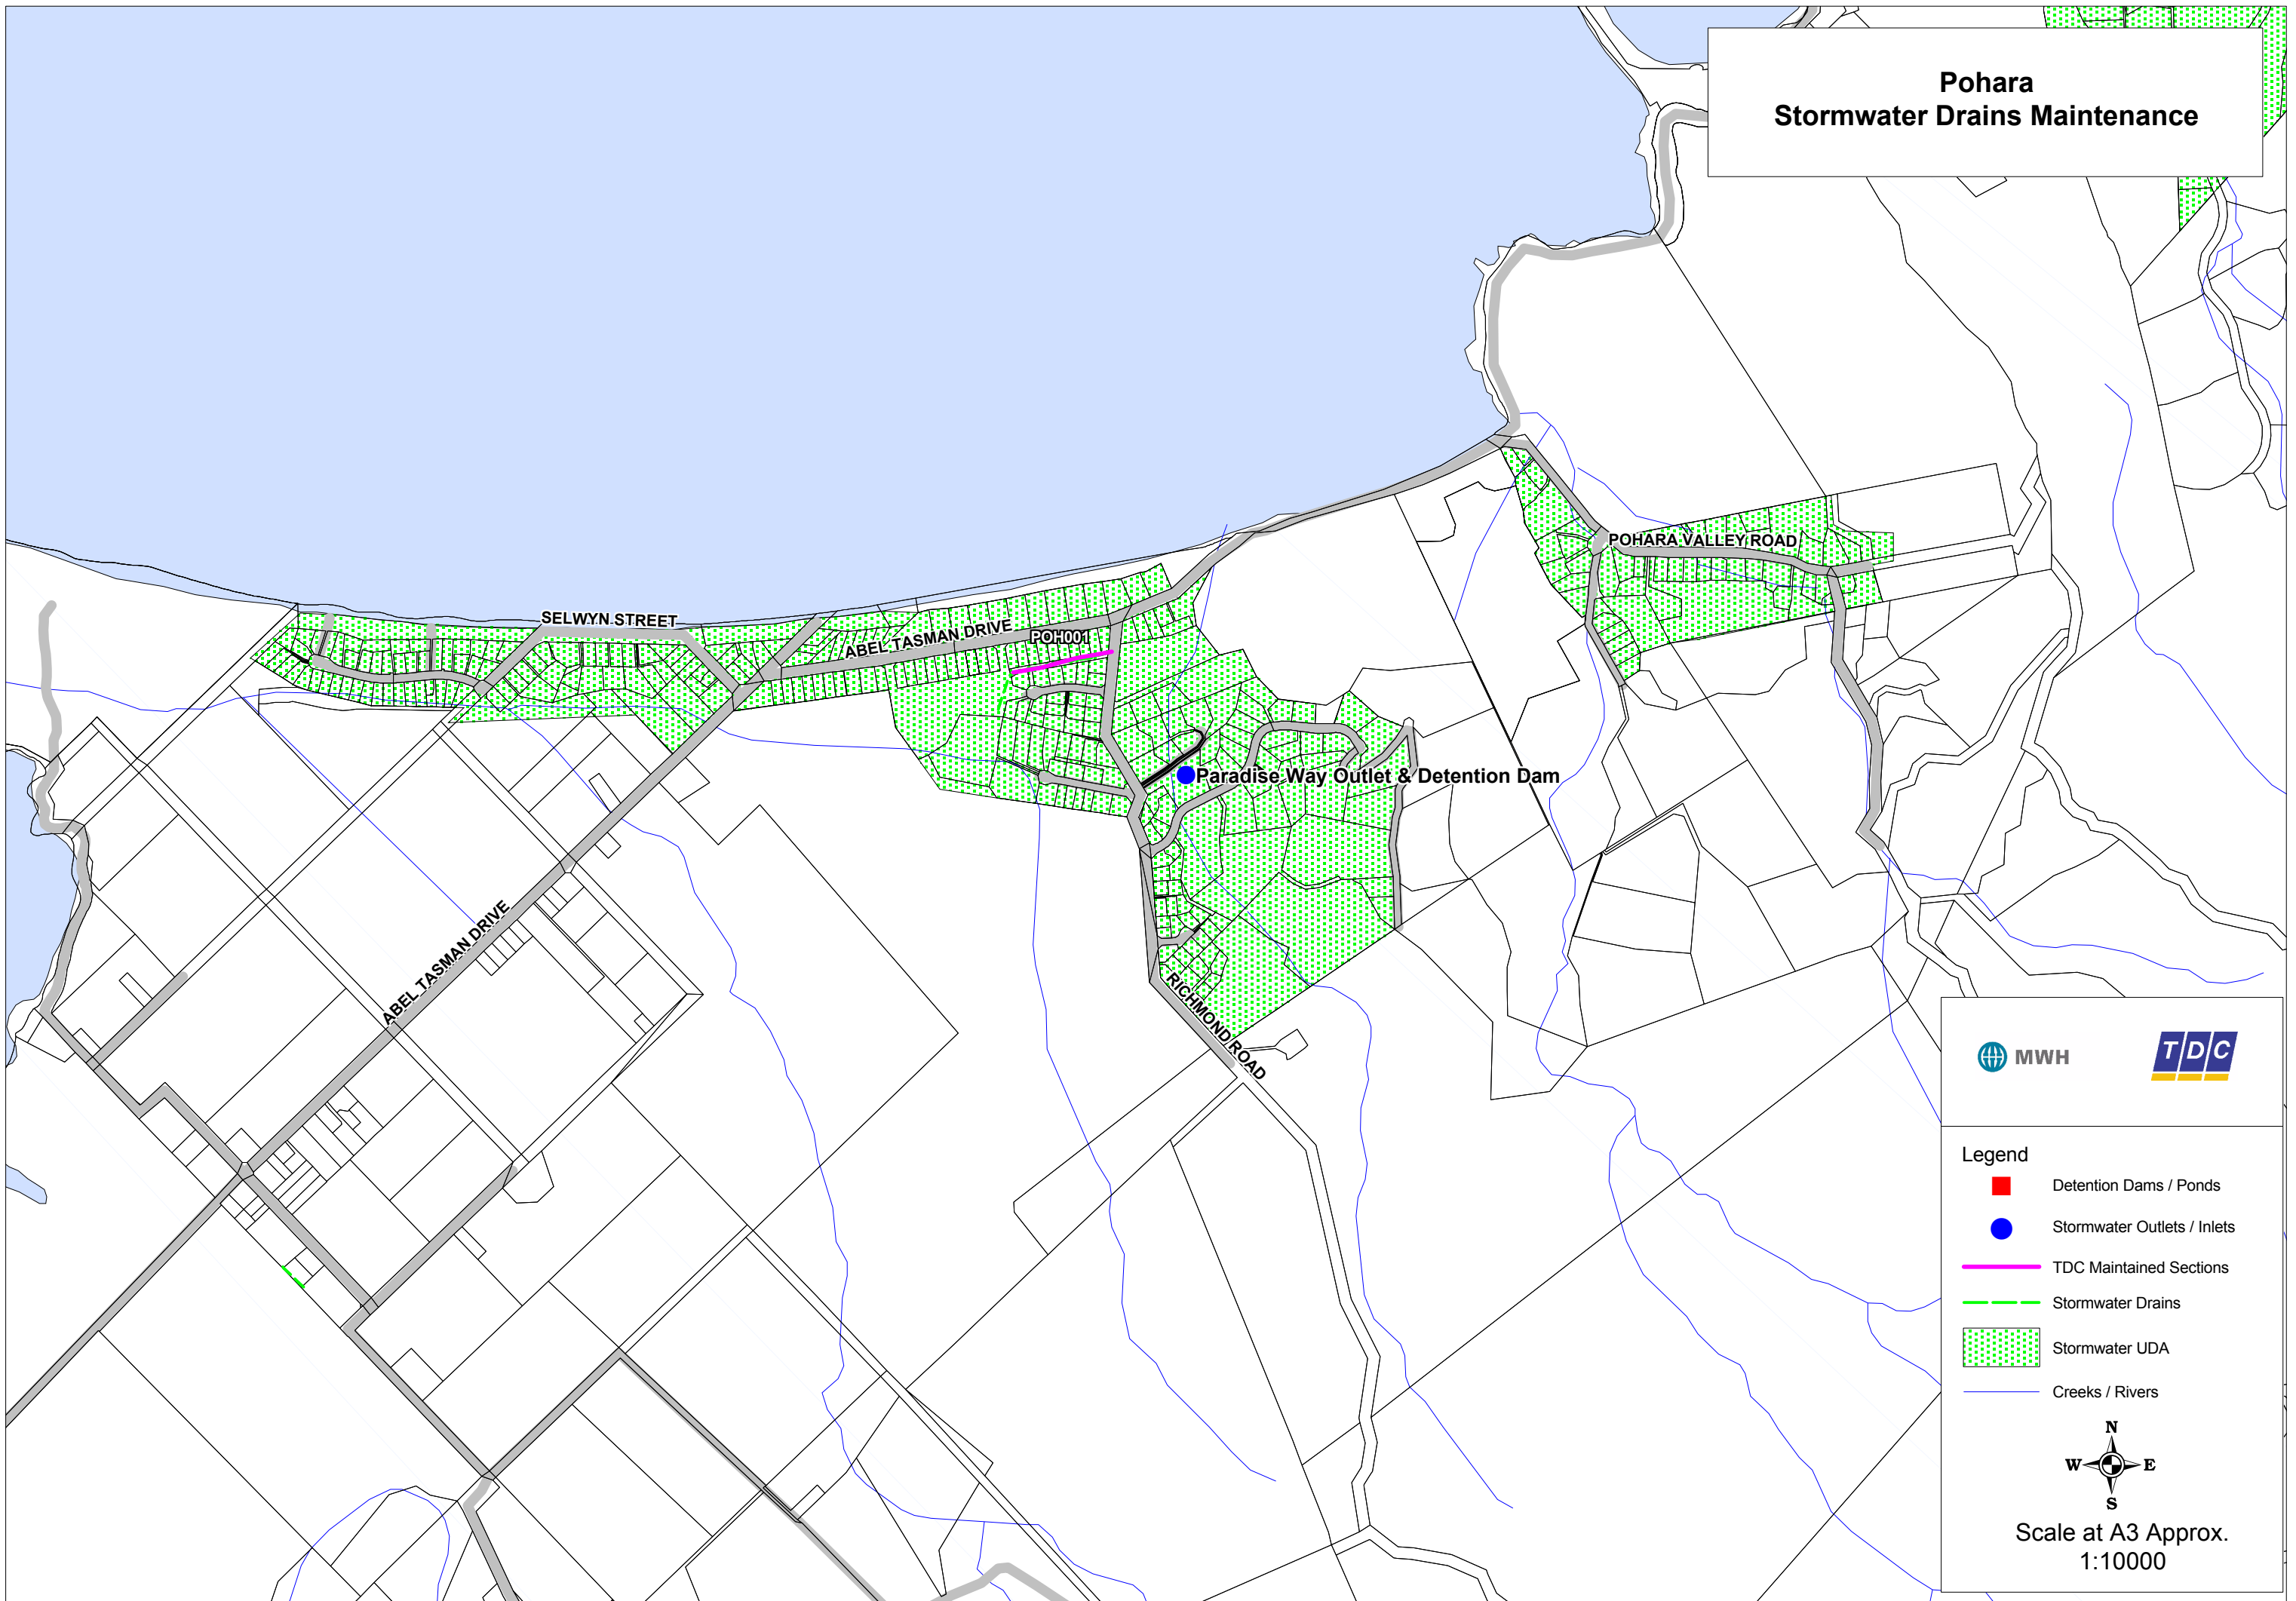 Pohara
Stormwater Drains Maintenance
POHARA VALLEY ROAD
SELWYN STREET
ABEL TASMAN DRIVE
POH001
Paradise Way Outlet & Detention Dam
ABEL TASMAN DRIVE
RICHMOND ROAD
MWH
TDC
Legend
Detention Dams / Ponds
Stormwater Outlets / Inlets
TDC Maintained Sections
Stormwater Drains
Stormwater UDA
Creeks / Rivers
N
W E
S
Scale at A3 Approx.
1:10000